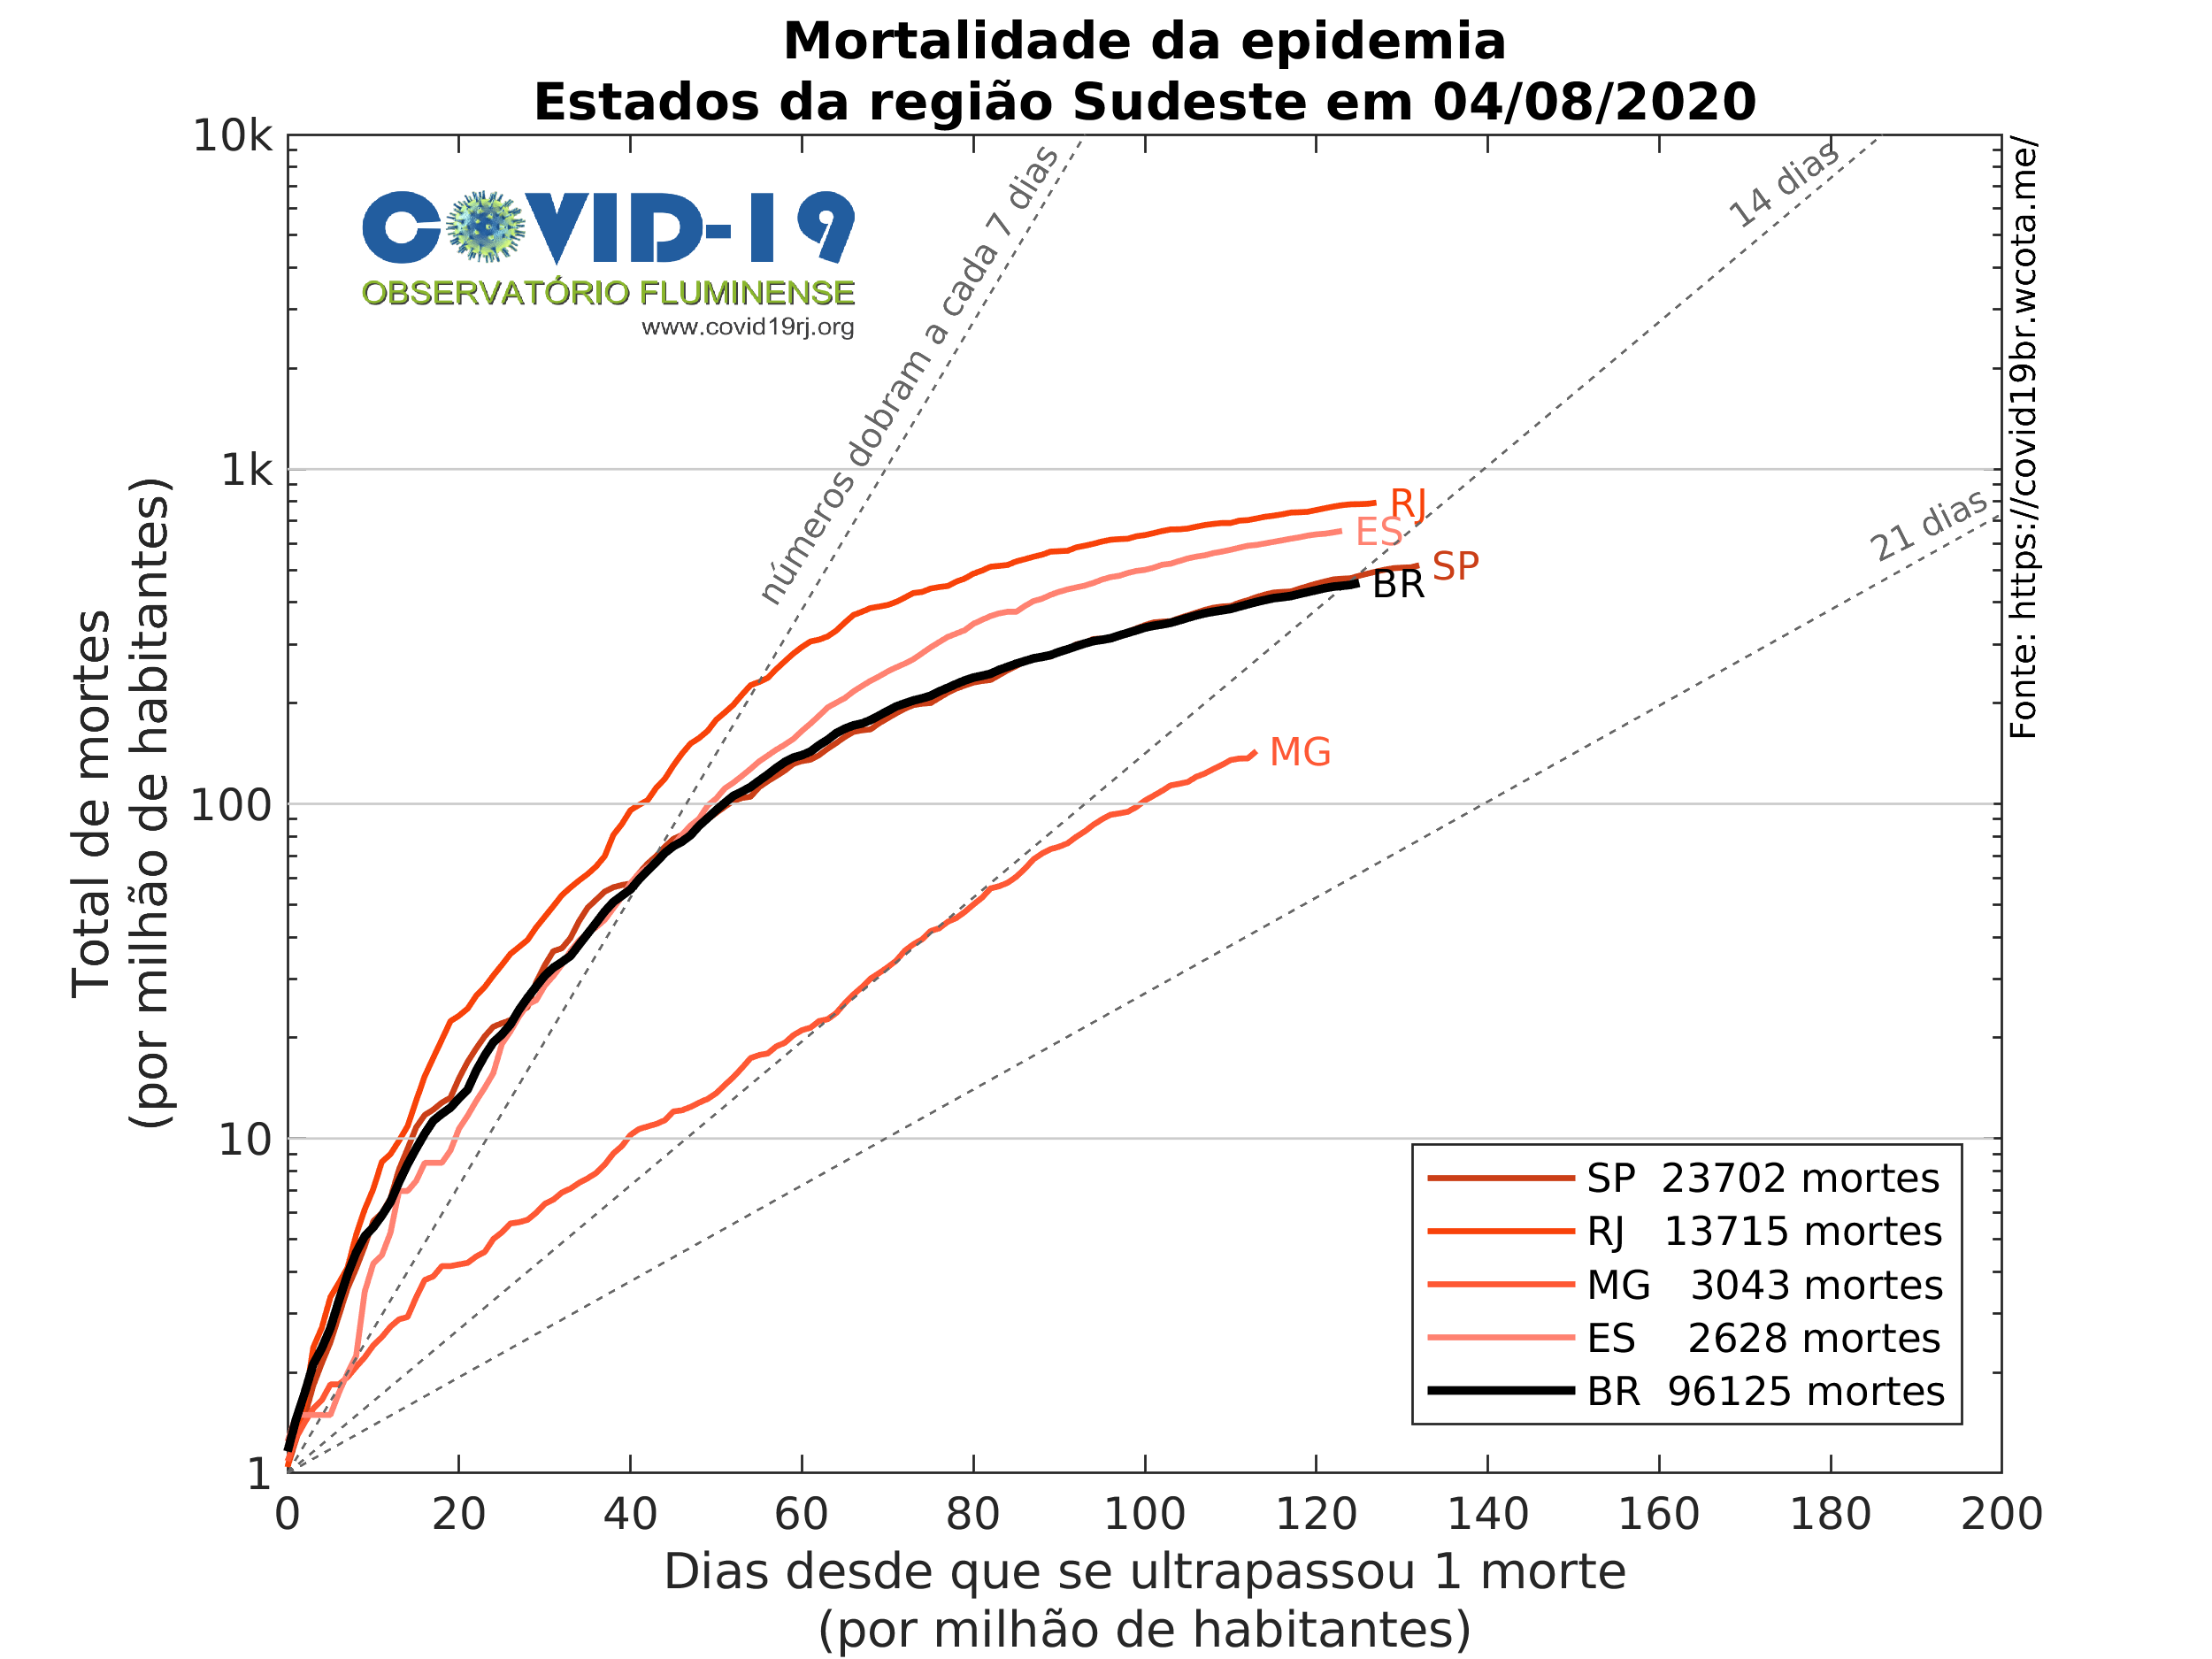 Mortalidade da epidemia
Estados da região Sudeste em 04/08/2020
COVID-19
OBSERVATÓRIO FLUMINENSE
www.covid19rj.org
números dobram a cada 7 dias
14 dias
21 dias
Fonte: https://covid19br.wcota.me/
Total de mortes
(por milhão de habitantes)
10k
1k
100
10
1
RJ
ES
SP
BR
MG
SP 23702 mortes
RJ 13715 mortes
MG 3043 mortes
ES 2628 mortes
BR 96125 mortes
0 20 40 60 80 100 120 140 160 180 200
Dias desde que se ultrapassou 1 morte
(por milhão de habitantes)